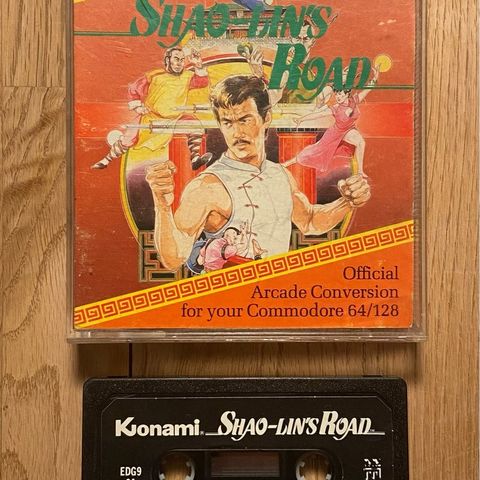 SHAO-LIN'S
ROAD
Official
Arcade Conversion
for your Commodore 64/128
Konami SHAO-LIN'S ROAD
EDG9